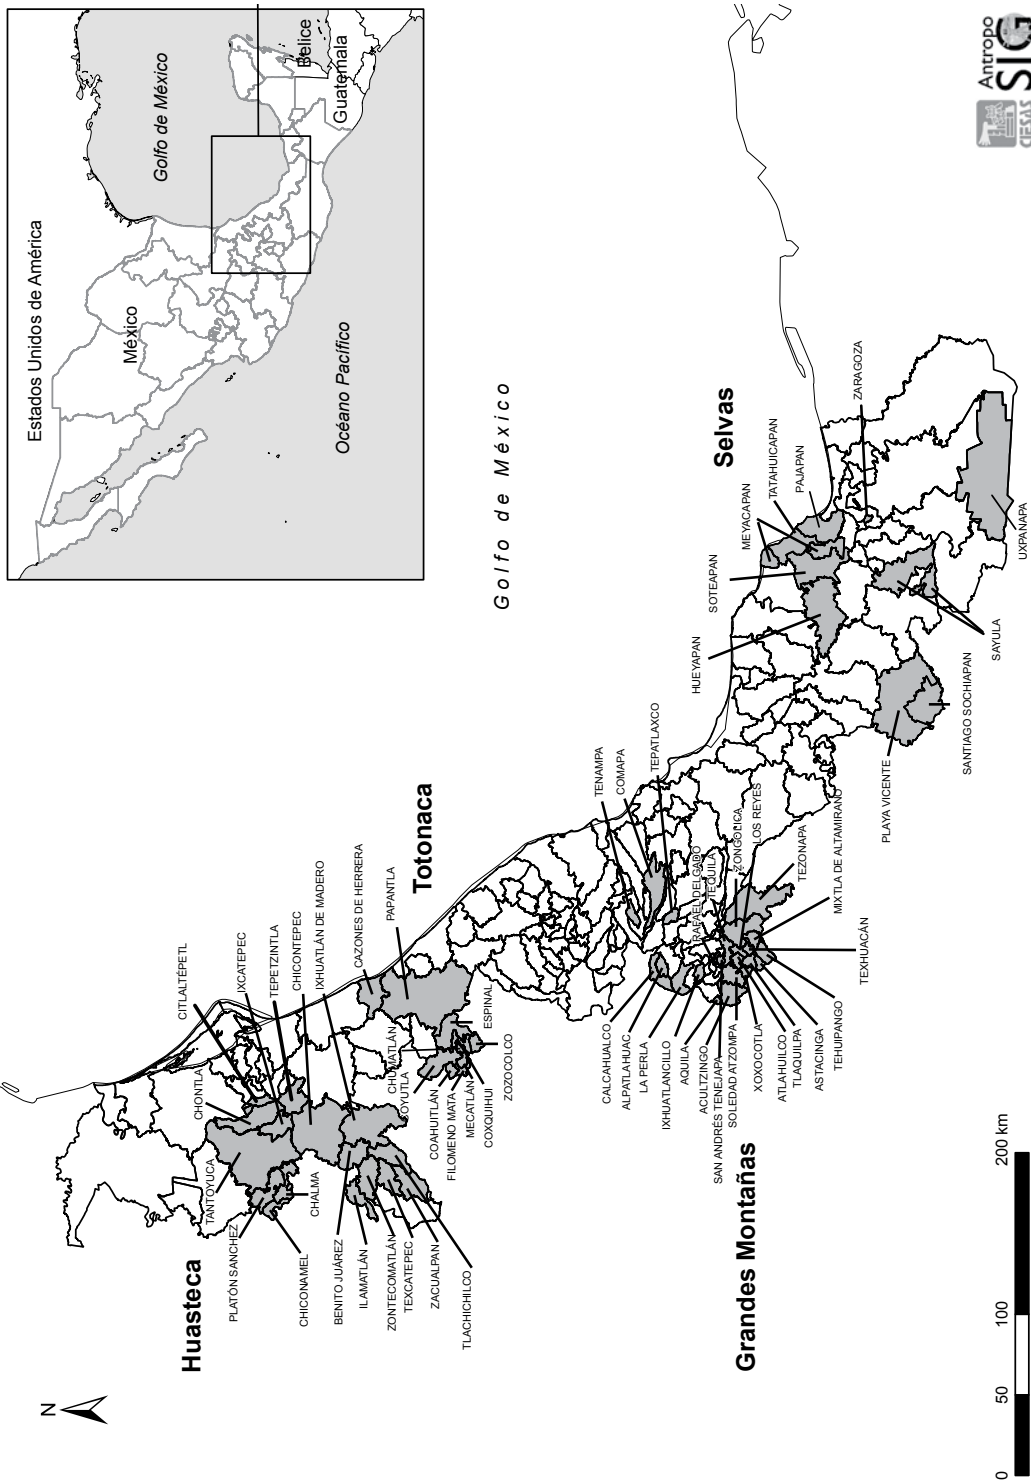 Estados Unidos de América
México
Golfo de México
Belice
Guatemala
Océano Pacífico
Golfo de México
N
Huasteca
CITLALTÉPETL
IXCATEPEC
TEPETZINTLA
CHICONTEPEC
IXHUATLÁN DE MADERO
CHONTLA
TANTOYUCA
PLATÓN SANCHEZ
CHALMA
CHICONAMEL
BENITO JUÁREZ
ILAMATLÁN
ZONTECOMATLÁN
TEXCATEPEC
ZACUALPAN
TLACHICHILCO
Totonaca
CAZONES DE HERRERA
PAPANTLA
CHUMATLÁN
COYUTLA
ESPINAL
COAHUITLÁN
FILOMENO MATA
MECATLÁN
COXQUIHUI
ZOZOCOLCO
Grandes Montañas
TENAMPA
COMAPA
TEPATLAXCO
RAFAEL DELGADO
TEQUILA
ZONGOLICA
LOS REYES
TEZONAPA
MIXTLA DE ALTAMIRANO
TEXHUACÁN
CALCAHUALCO
ALPATLAHUAC
LA PERLA
IXHUATLANCILLO
AQUILA
ACULTZINGO
SAN ANDRÉS TENEJAPA
SOLEDAD ATZOMPA
XOXOCOTLA
ATLAHUILCO
TLAQUILPA
ASTACINGA
TEHUIPANGO
Selvas
HUEYAPAN
SOTEAPAN
MEYACAPAN
TATAHUICAPAN
PAJAPAN
ZARAGOZA
PLAYA VICENTE
SANTIAGO SOCHIAPAN
SAYULA
UXPANAPA
0 50 100 200 km
Antropo
SIG
CIESAS